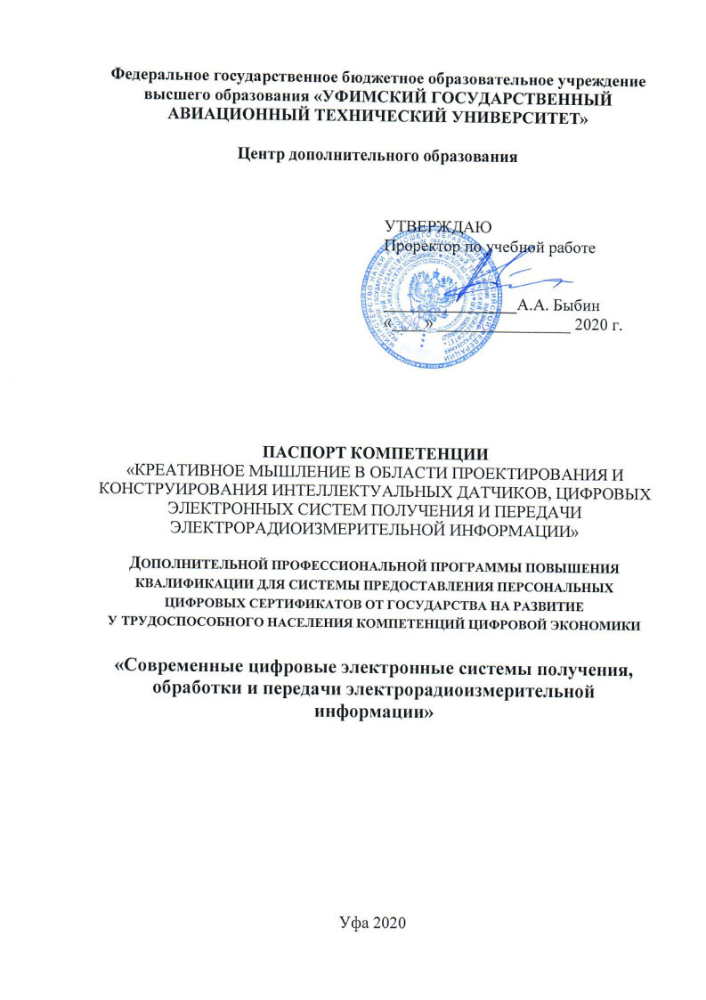 Федеральное государственное бюджетное образовательное учреждение
высшего образования «УФИМСКИЙ ГОСУДАРСТВЕННЫЙ
АВИАЦИОННЫЙ ТЕХНИЧЕСКИЙ УНИВЕРСИТЕТ»
Центр дополнительного образования
УТВЕРЖДАЮ
Проректор по учебной работе
________________А.А. Быбин
«____» ________________ 2020 г.
ПАСПОРТ КОМПЕТЕНЦИИ
«КРЕАТИВНОЕ МЫШЛЕНИЕ В ОБЛАСТИ ПРОЕКТИРОВАНИЯ И
КОНСТРУИРОВАНИЯ ИНТЕЛЛЕКТУАЛЬНЫХ ДАТЧИКОВ, ЦИФРОВЫХ
ЭЛЕКТРОННЫХ СИСТЕМ ПОЛУЧЕНИЯ И ПЕРЕДАЧИ
ЭЛЕКТРОРАДИОИЗМЕРИТЕЛЬНОЙ ИНФОРМАЦИИ»
ДОПОЛНИТЕЛЬНОЙ ПРОФЕССИОНАЛЬНОЙ ПРОГРАММЫ ПОВЫШЕНИЯ
КВАЛИФИКАЦИИ ДЛЯ СИСТЕМЫ ПРЕДОСТАВЛЕНИЯ ПЕРСОНАЛЬНЫХ
ЦИФРОВЫХ СЕРТИФИКАТОВ ОТ ГОСУДАРСТВА НА РАЗВИТИЕ
У ТРУДОСПОСОБНОГО НАСЕЛЕНИЯ КОМПЕТЕНЦИЙ ЦИФРОВОЙ ЭКОНОМИКИ
«Современные цифровые электронные системы получения,
обработки и передачи электрорадиоизмерительной
информации»
Уфа 2020